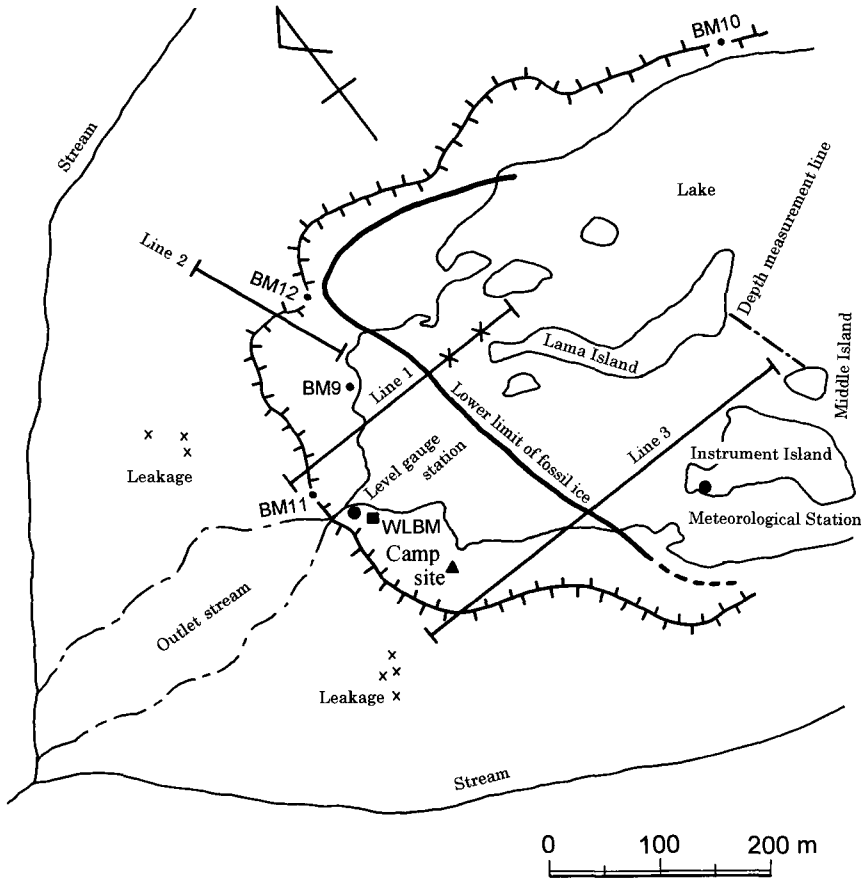 BM10
Stream
Lake
Depth measurement line
Line 2
BM12
Lama Island
Middle Island
BM9
Line 1
Lower limit of fossil ice
Line 3
Level gauge
station
Instrument Island
Leakage
BM11
Meteorological Station
WLBM
Camp
site
Outlet stream
Leakage
Stream
0 100 200 m